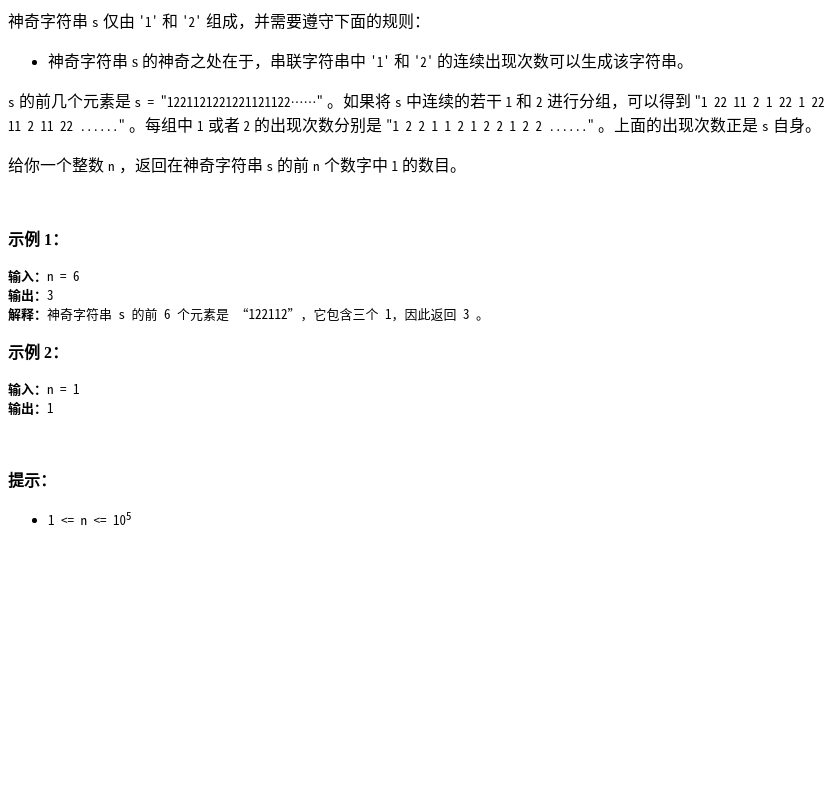 神奇字符串 s 仅由 '1' 和 '2' 组成，并需要遵守下面的规则：
• 神奇字符串 s 的神奇之处在于，串联字符串中 '1' 和 '2' 的连续出现次数可以生成该字符串。
s 的前几个元素是 s = "1221121221221121122……" 。如果将 s 中连续的若干 1 和 2 进行分组，可以得到 "1 22 11 2 1 22 1 22
11 2 11 22 ......" 。每组中 1 或者 2 的出现次数分别是 "1 2 2 1 1 2 1 2 2 1 2 2 ......" 。上面的出现次数正是 s 自身。
给你一个整数 n ，返回在神奇字符串 s 的前 n 个数字中 1 的数目。
示例 1：
输入：n = 6
输出：3
解释：神奇字符串 s 的前 6 个元素是 “122112”，它包含三个 1，因此返回 3 。
示例 2：
输入：n = 1
输出：1
提示：
• 1 <= n <= 10⁵